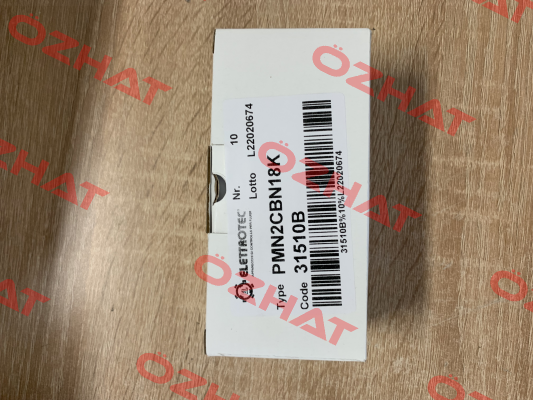 ELETTROTEC
Nr. 10
Lotto L22020674
Type PMN2CBN18K
Code 31510B
31510B%10%L22020674
ÖZHAT
ÖZHAT
ÖZHAT
ÖZHAT
ÖZHAT
ÖZHAT
ÖZHAT
ÖZHAT